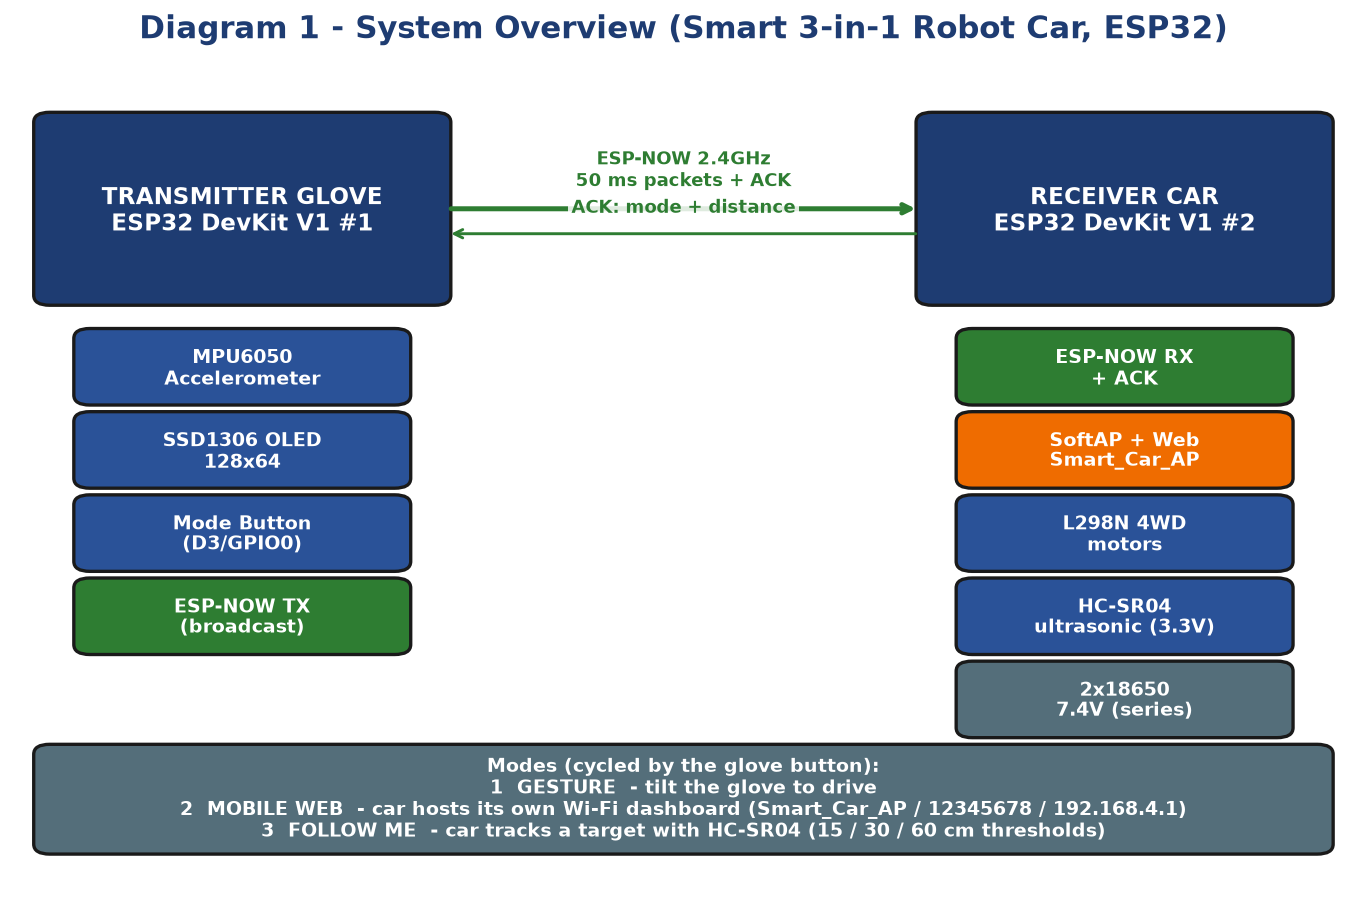 Diagram 1 - System Overview (Smart 3-in-1 Robot Car, ESP32)
TRANSMITTER GLOVE
ESP32 DevKit V1 #1
ESP-NOW 2.4GHz
50 ms packets + ACK
ACK: mode + distance
RECEIVER CAR
ESP32 DevKit V1 #2
MPU6050
Accelerometer
SSD1306 OLED
128x64
Mode Button
(D3/GPIO0)
ESP-NOW TX
(broadcast)
ESP-NOW RX
+ ACK
SoftAP + Web
Smart_Car_AP
L298N 4WD
motors
HC-SR04
ultrasonic (3.3V)
2x18650
7.4V (series)
Modes (cycled by the glove button):
1  GESTURE  - tilt the glove to drive
2  MOBILE WEB  - car hosts its own Wi-Fi dashboard (Smart_Car_AP / 12345678 / 192.168.4.1)
3  FOLLOW ME  - car tracks a target with HC-SR04 (15 / 30 / 60 cm thresholds)